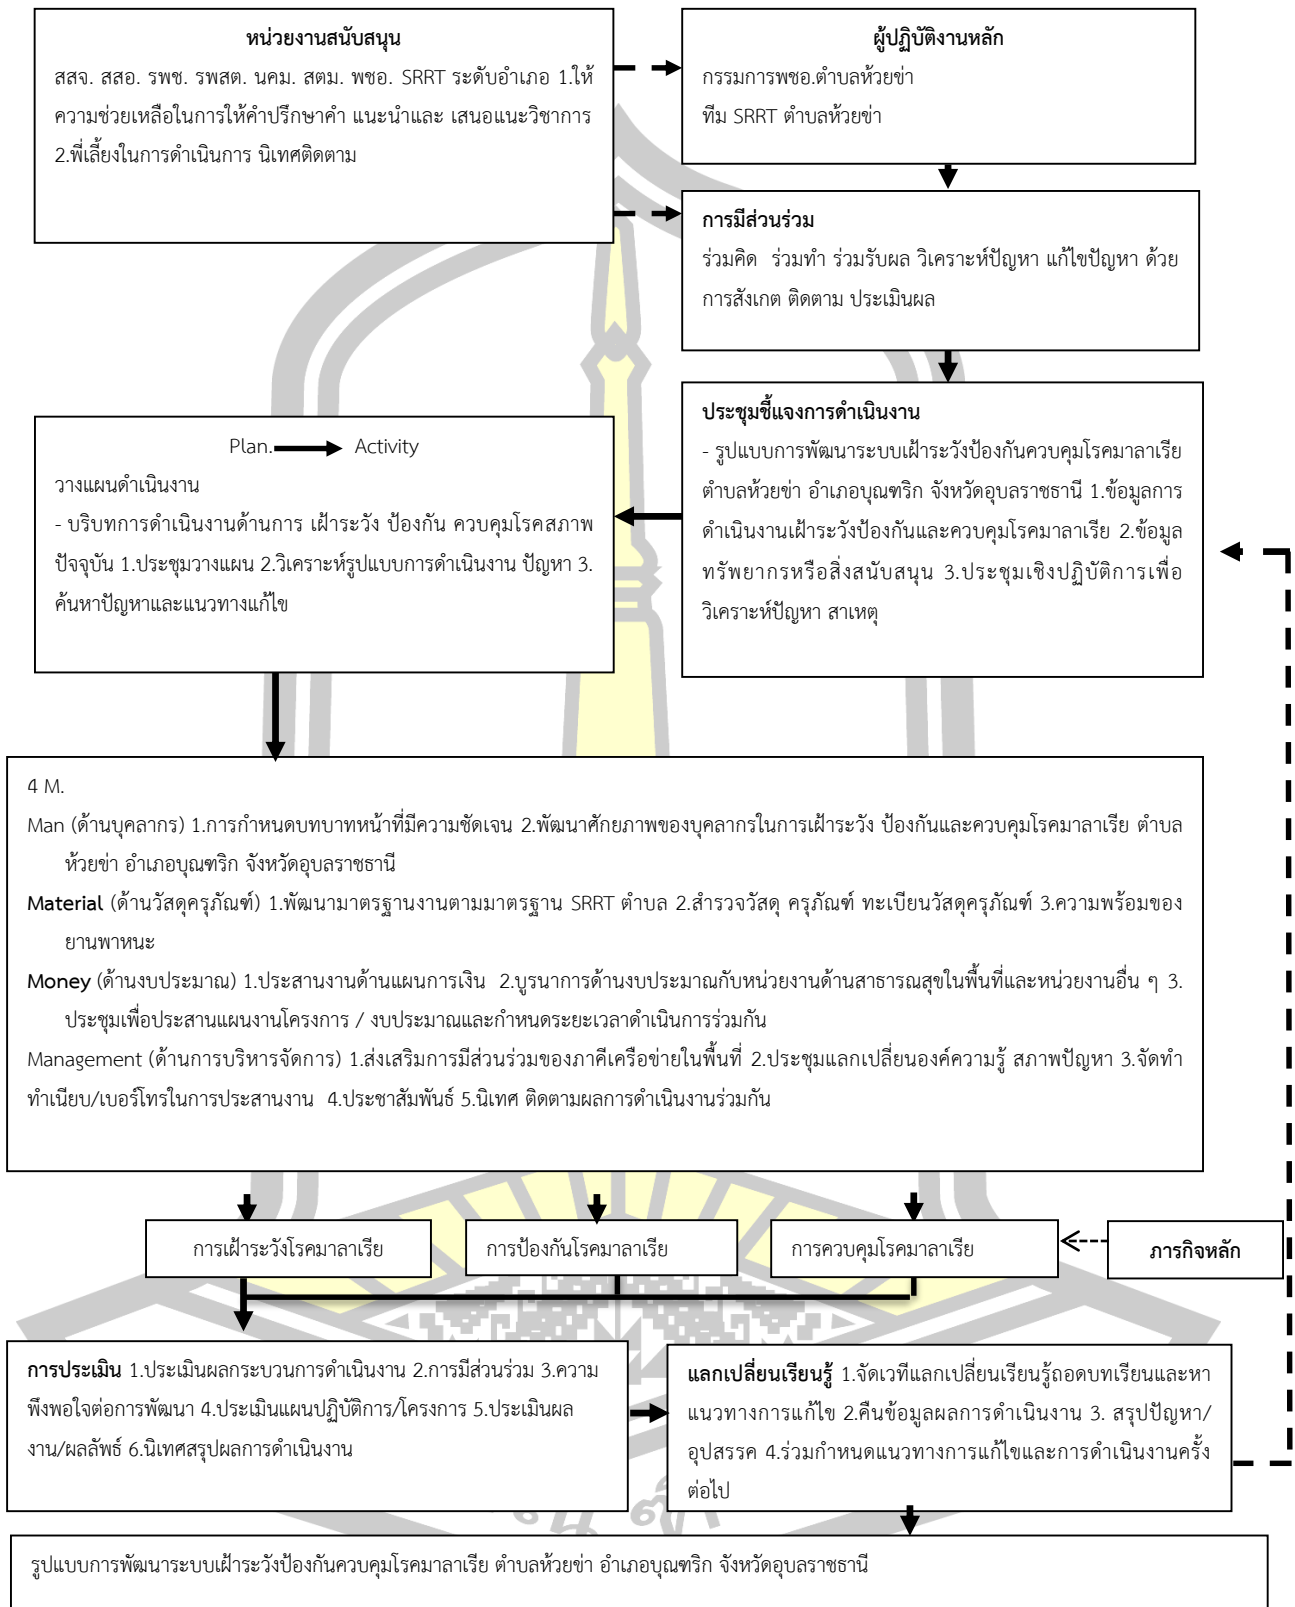 หน่วยงานสนับสนุน
สสจ. สสอ. รพช. รพสต. นคม. สตม. พชอ. SRRT ระดับอำเภอ 1.ให้
ความช่วยเหลือในการให้คำปรึกษาคำ แนะนำและ เสนอแนะวิชาการ
2.พี่เลี้ยงในการดำเนินการ นิเทศติดตาม
ผู้ปฏิบัติงานหลัก
กรรมการพชอ.ตำบลห้วยข่า
ทีม SRRT ตำบลห้วยข่า
การมีส่วนร่วม
ร่วมคิด ร่วมทำ ร่วมรับผล วิเคราะห์ปัญหา แก้ไขปัญหา ด้วย
การสังเกต ติดตาม ประเมินผล
ประชุมชี้แจงการดำเนินงาน
- รูปแบบการพัฒนาระบบเฝ้าระวังป้องกันควบคุมโรคมาลาเรีย
ตำบลห้วยข่า อำเภอบุณฑริก จังหวัดอุบลราชธานี 1.ข้อมูลการ
ดำเนินงานเฝ้าระวังป้องกันและควบคุมโรคมาลาเรีย 2.ข้อมูล
ทรัพยากรหรือสิ่งสนับสนุน 3.ประชุมเชิงปฏิบัติการเพื่อ
วิเคราะห์ปัญหา สาเหตุ
Plan. Activity
วางแผนดำเนินงาน
- บริบทการดำเนินงานด้านการ เฝ้าระวัง ป้องกัน ควบคุมโรคสภาพ
ปัจจุบัน 1.ประชุมวางแผน 2.วิเคราะห์รูปแบบการดำเนินงาน ปัญหา 3.
ค้นหาปัญหาและแนวทางแก้ไข
4 M.
Man (ด้านบุคลากร) 1.การกำหนดบทบาทหน้าที่มีความชัดเจน 2.พัฒนาศักยภาพของบุคลากรในการเฝ้าระวัง ป้องกันและควบคุมโรคมาลาเรีย ตำบล
ห้วยข่า อำเภอบุณฑริก จังหวัดอุบลราชธานี
Material (ด้านวัสดุครุภัณฑ์) 1.พัฒนามาตรฐานงานตามมาตรฐาน SRRT ตำบล 2.สำรวจวัสดุ ครุภัณฑ์ ทะเบียนวัสดุครุภัณฑ์ 3.ความพร้อมของ
ยานพาหนะ
Money (ด้านงบประมาณ) 1.ประสานงานด้านแผนการเงิน 2.บูรนาการด้านงบประมาณกับหน่วยงานด้านสาธารณสุขในพื้นที่และหน่วยงานอื่น ๆ 3.
ประชุมเพื่อประสานแผนงานโครงการ / งบประมาณและกำหนดระยะเวลาดำเนินการร่วมกัน
Management (ด้านการบริหารจัดการ) 1.ส่งเสริมการมีส่วนร่วมของภาคีเครือข่ายในพื้นที่ 2.ประชุมแลกเปลี่ยนองค์ความรู้ สภาพปัญหา 3.จัดทำ
ทำเนียบ/เบอร์โทรในการประสานงาน 4.ประชาสัมพันธ์ 5.นิเทศ ติดตามผลการดำเนินงานร่วมกัน
การเฝ้าระวังโรคมาลาเรีย
การป้องกันโรคมาลาเรีย
การควบคุมโรคมาลาเรีย
ภารกิจหลัก
การประเมิน 1.ประเมินผลกระบวนการดำเนินงาน 2.การมีส่วนร่วม 3.ความ
พึงพอใจต่อการพัฒนา 4.ประเมินแผนปฏิบัติการ/โครงการ 5.ประเมินผล
งาน/ผลลัพธ์ 6.นิเทศสรุปผลการดำเนินงาน
แลกเปลี่ยนเรียนรู้ 1.จัดเวทีแลกเปลี่ยนเรียนรู้ถอดบทเรียนและหา
แนวทางการแก้ไข 2.คืนข้อมูลผลการดำเนินงาน 3. สรุปปัญหา/
อุปสรรค 4.ร่วมกำหนดแนวทางการแก้ไขและการดำเนินงานครั้ง
ต่อไป
รูปแบบการพัฒนาระบบเฝ้าระวังป้องกันควบคุมโรคมาลาเรีย ตำบลห้วยข่า อำเภอบุณฑริก จังหวัดอุบลราชธานี